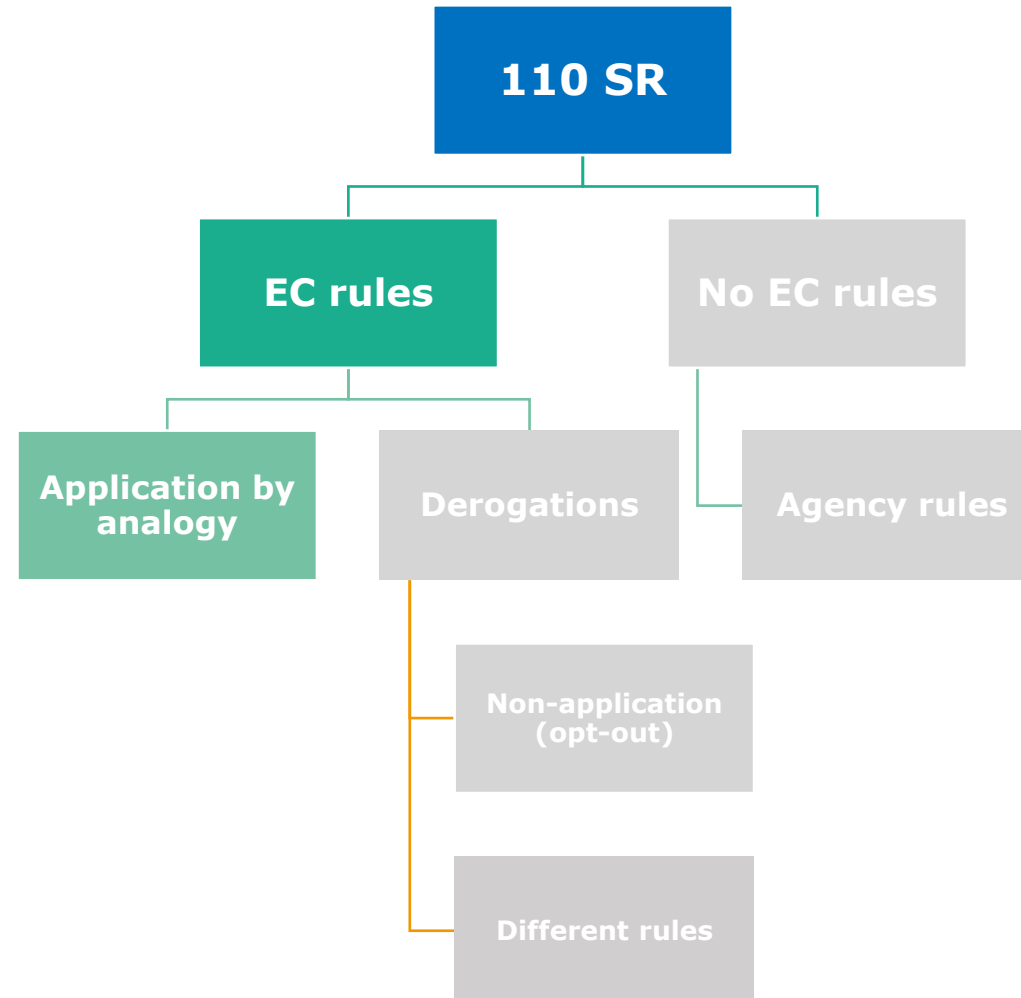 110 SR
EC rules
No EC rules
Application by
analogy
Derogations
Agency rules
Non-application
(opt-out)
Different rules